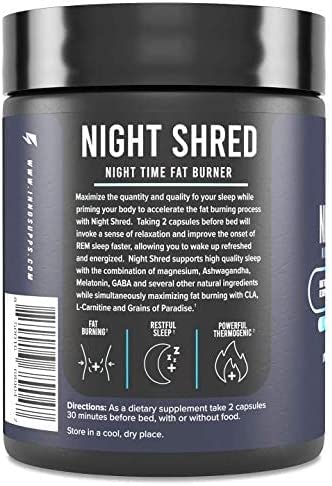 NIGHT SHRED
NIGHT TIME FAT BURNER
Maximize the quantity and quality fo your sleep while
priming your body to accelerate the fat burning process
with Night Shred. Taking 2 capsules before bed will
invoke a sense of relaxation and improve the onset of
REM sleep faster, allowing you to wake up refreshed
and energized. Night Shred supports high quality sleep
with the combination of magnesium, Ashwagandha,
Melatonin, GABA and several other natural ingredients
while simultaneously maximizing fat burning with CLA,
L-Carnitine and Grains of Paradise.†
FAT
BURNING†
RESTFUL
SLEEP†
POWERFUL
THERMOGENIC†
Directions: As a dietary supplement take 2 capsules
30 minutes before bed, with or without food.
Store in a cool, dry place.
WWW.INNOSUPPS.COM